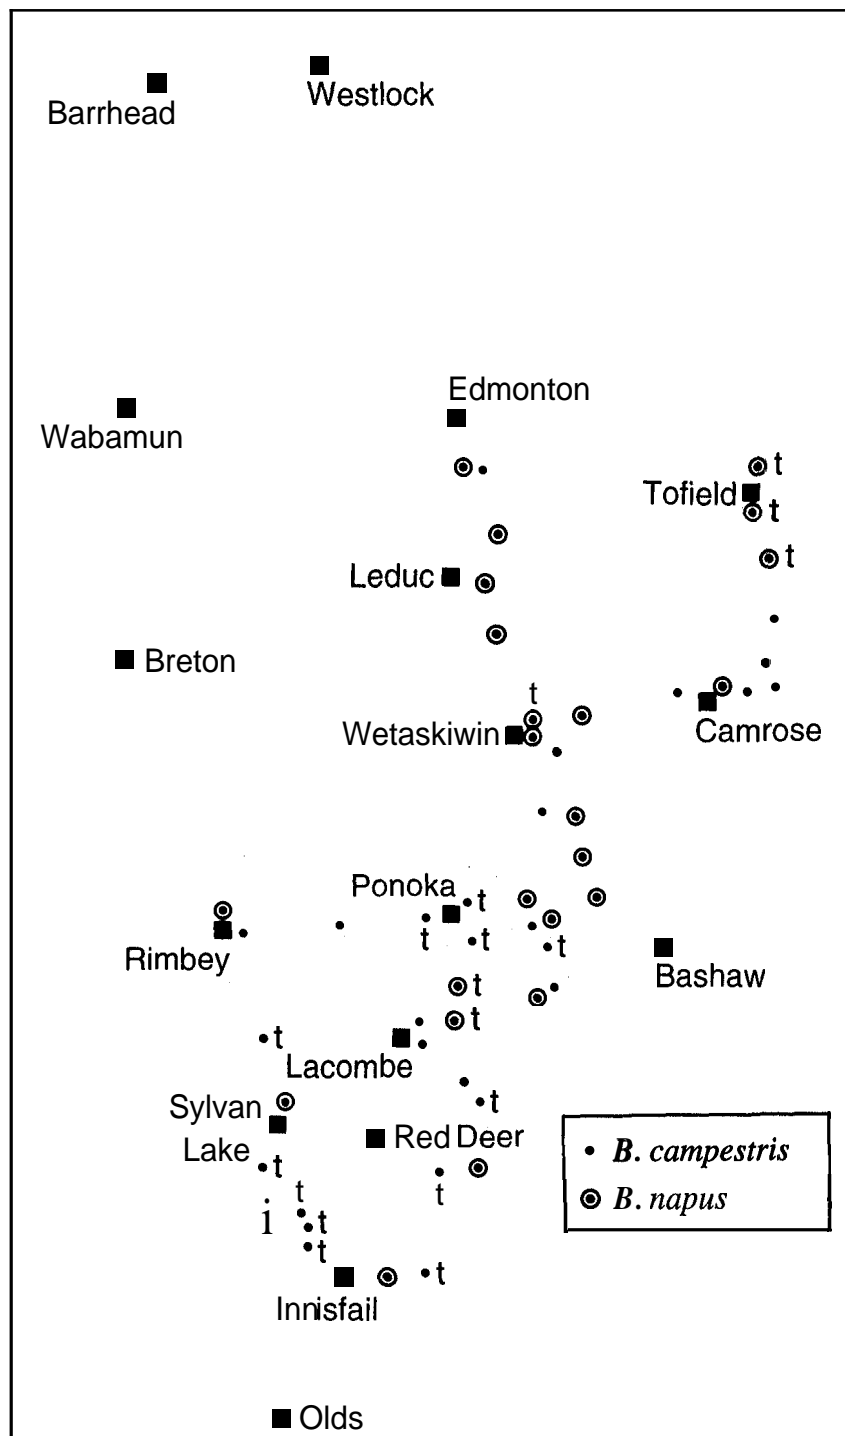 Westlock
Barrhead
Edmonton
Wabamun
t
Tofield
t
t
Leduc
Breton
t
Wetaskiwin
Camrose
Ponoka
t
t
t
t
Rimbey
Bashaw
t
t
t
Lacombe
Sylvan
Lake
t
Red Deer
t
B. campestris
B. napus
t
t
i
t
t
t
Innisfail
Olds